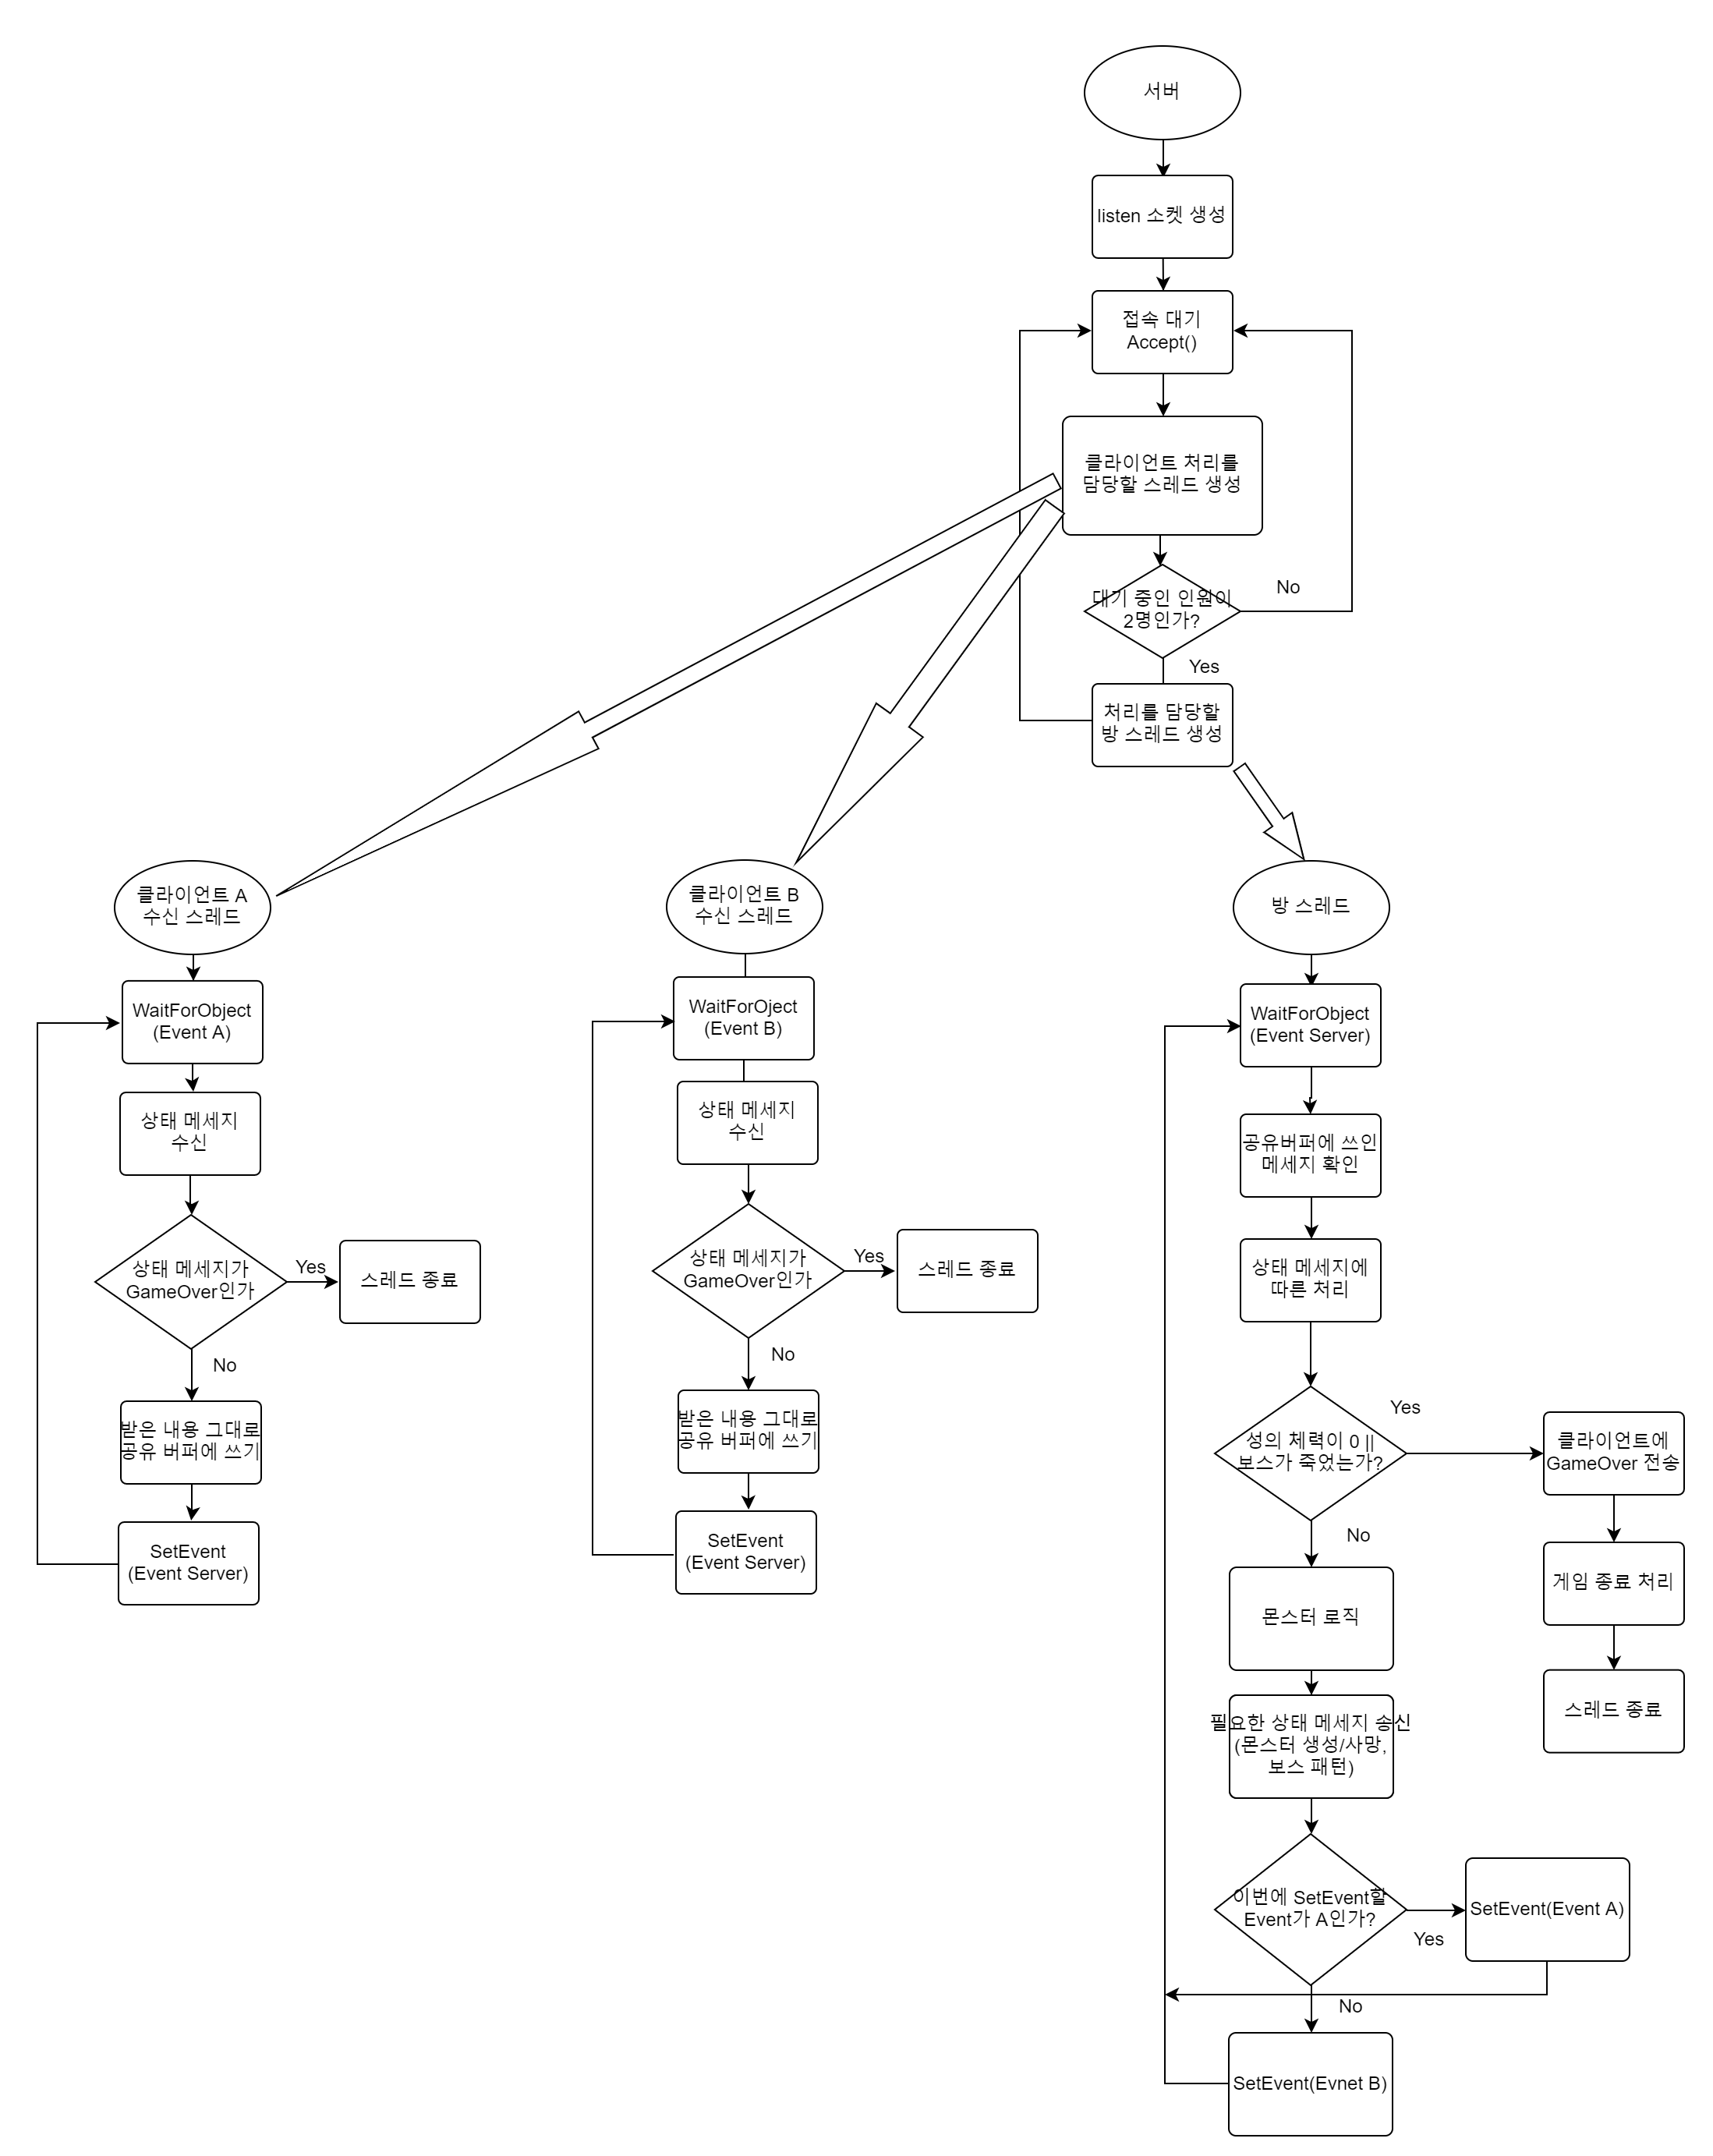 서버
listen 소켓 생성
접속 대기
Accept()
클라이언트 처리를
담당할 스레드 생성
대기 중인 인원이
2명인가?
No
Yes
처리를 담당할
방 스레드 생성
클라이언트 A
수신 스레드
WaitForObject
(Event A)
상태 메세지
수신
상태 메세지가
GameOver인가
Yes
스레드 종료
No
받은 내용 그대로
공유 버퍼에 쓰기
SetEvent
(Event Server)
클라이언트 B
수신 스레드
WaitForOject
(Event B)
상태 메세지
수신
상태 메세지가
GameOver인가
Yes
스레드 종료
No
받은 내용 그대로
공유 버퍼에 쓰기
SetEvent
(Event Server)
방 스레드
WaitForObject
(Event Server)
공유버퍼에 쓰인
메세지 확인
상태 메세지에
따른 처리
성의 체력이 0 ||
보스가 죽었는가?
Yes
클라이언트에
GameOver 전송
게임 종료 처리
스레드 종료
No
몬스터 로직
필요한 상태 메세지 송신
(몬스터 생성/사망,
보스 패턴)
이번에 SetEvent할
Event가 A인가?
Yes
SetEvent(Event A)
No
SetEvent(Evnet B)